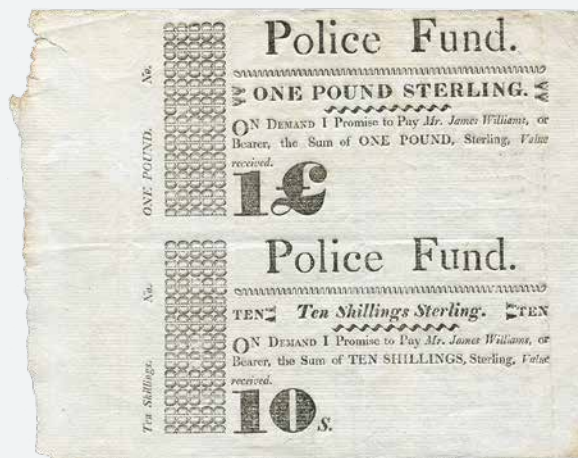 No.
ONE POUND.
Police Fund.
ONE POUND STERLING.
ON DEMAND I Promise to Pay Mr. James Williams, or
Bearer, the Sum of ONE POUND, Sterling, Value
received.
1£
No.
Ten Shillings.
Police Fund.
TEN Ten Shillings Sterling. TEN
ON DEMAND I Promise to Pay Mr. James Williams, or
Bearer, the Sum of TEN SHILLINGS, Sterling, Value
received.
10s.